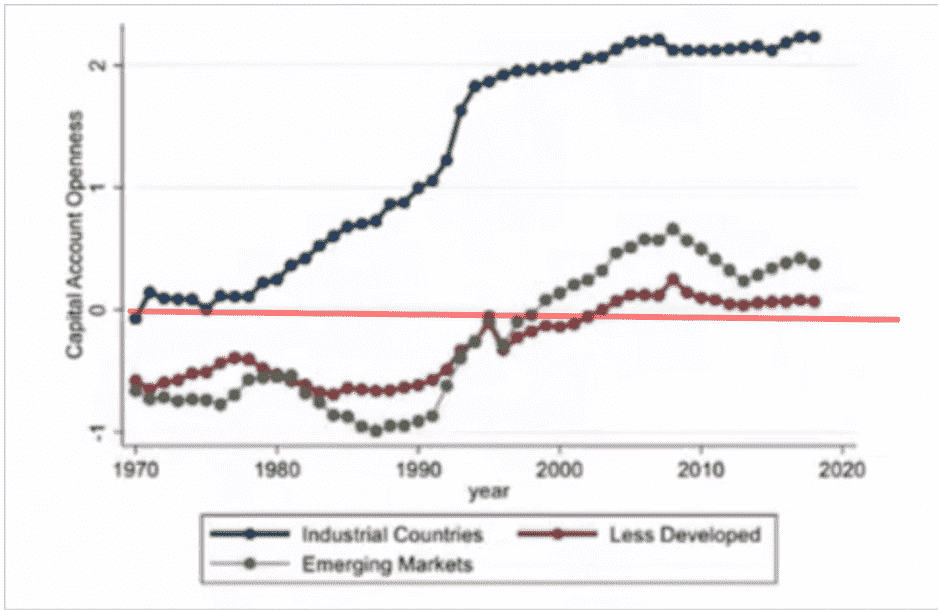 Capital Account Openness
2
1
0
-1
1970 1980 1990 2000 2010 2020
year
Industrial Countries Less Developed
Emerging Markets